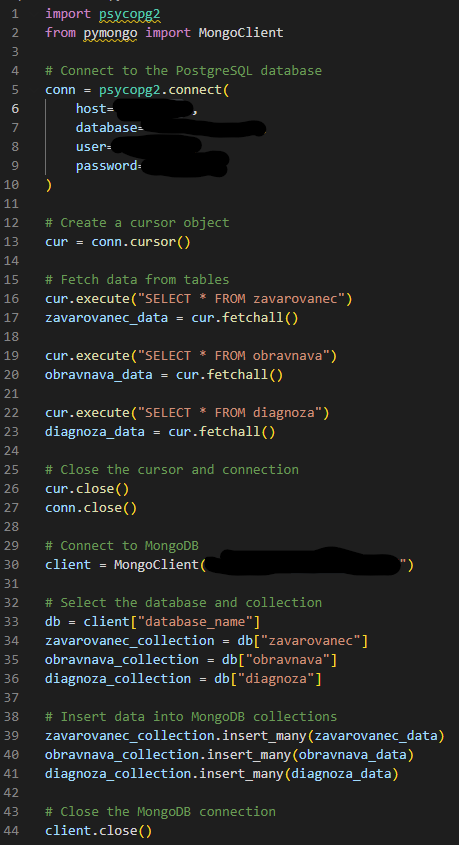 1 import psycopg2
2 from pymongo import MongoClient
3
4 # Connect to the PostgreSQL database
5 conn = psycopg2.connect(
6     host= ,
7     database=
8     user=
9     password=
10 )
11
12 # Create a cursor object
13 cur = conn.cursor()
14
15 # Fetch data from tables
16 cur.execute("SELECT * FROM zavarovanec")
17 zavarovanec_data = cur.fetchall()
18
19 cur.execute("SELECT * FROM obravnava")
20 obravnava_data = cur.fetchall()
21
22 cur.execute("SELECT * FROM diagnoza")
23 diagnoza_data = cur.fetchall()
24
25 # Close the cursor and connection
26 cur.close()
27 conn.close()
28
29 # Connect to MongoDB
30 client = MongoClient( ")
31
32 # Select the database and collection
33 db = client["database_name"]
34 zavarovanec_collection = db["zavarovanec"]
35 obravnava_collection = db["obravnava"]
36 diagnoza_collection = db["diagnoza"]
37
38 # Insert data into MongoDB collections
39 zavarovanec_collection.insert_many(zavarovanec_data)
40 obravnava_collection.insert_many(obravnava_data)
41 diagnoza_collection.insert_many(diagnoza_data)
42
43 # Close the MongoDB connection
44 client.close()